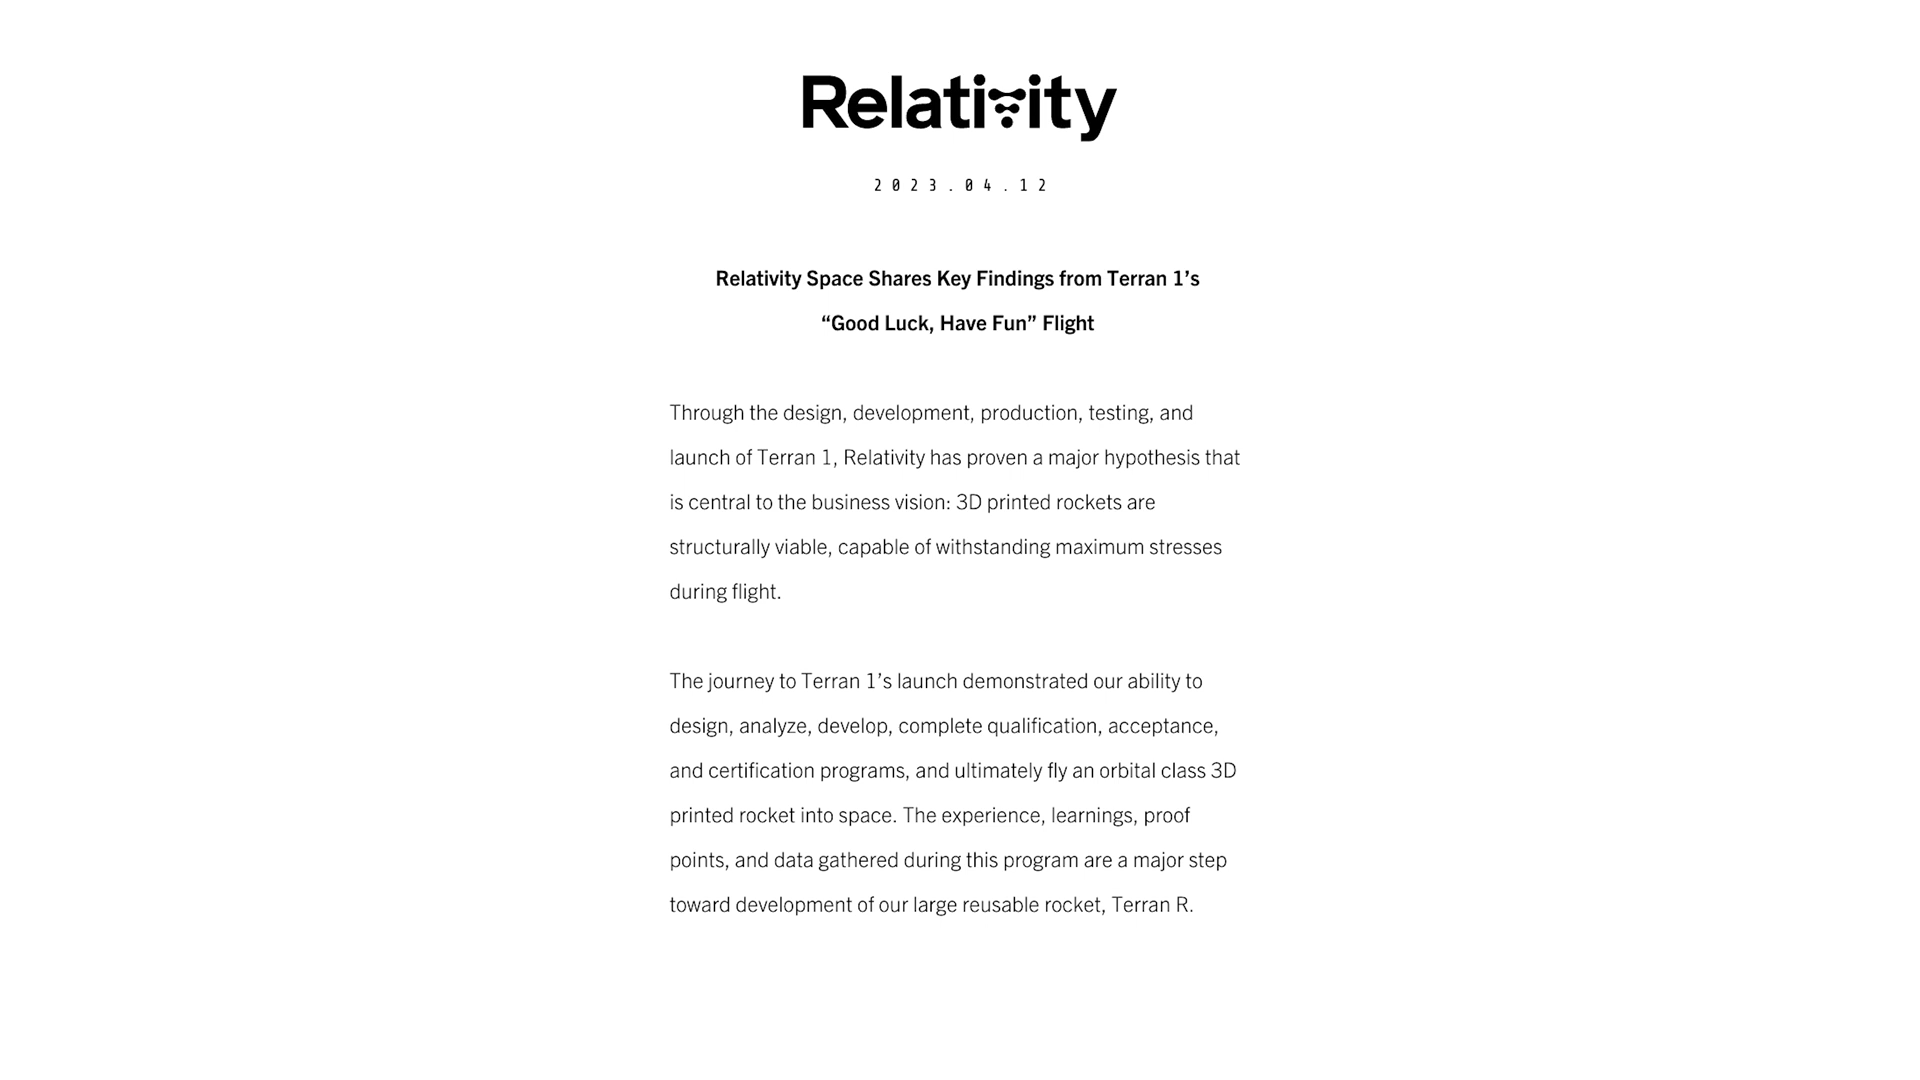 Relativity
2023.04.12
Relativity Space Shares Key Findings from Terran 1’s
“Good Luck, Have Fun” Flight
Through the design, development, production, testing, and
launch of Terran 1, Relativity has proven a major hypothesis that
is central to the business vision: 3D printed rockets are
structurally viable, capable of withstanding maximum stresses
during flight.
The journey to Terran 1’s launch demonstrated our ability to
design, analyze, develop, complete qualification, acceptance,
and certification programs, and ultimately fly an orbital class 3D
printed rocket into space. The experience, learnings, proof
points, and data gathered during this program are a major step
toward development of our large reusable rocket, Terran R.